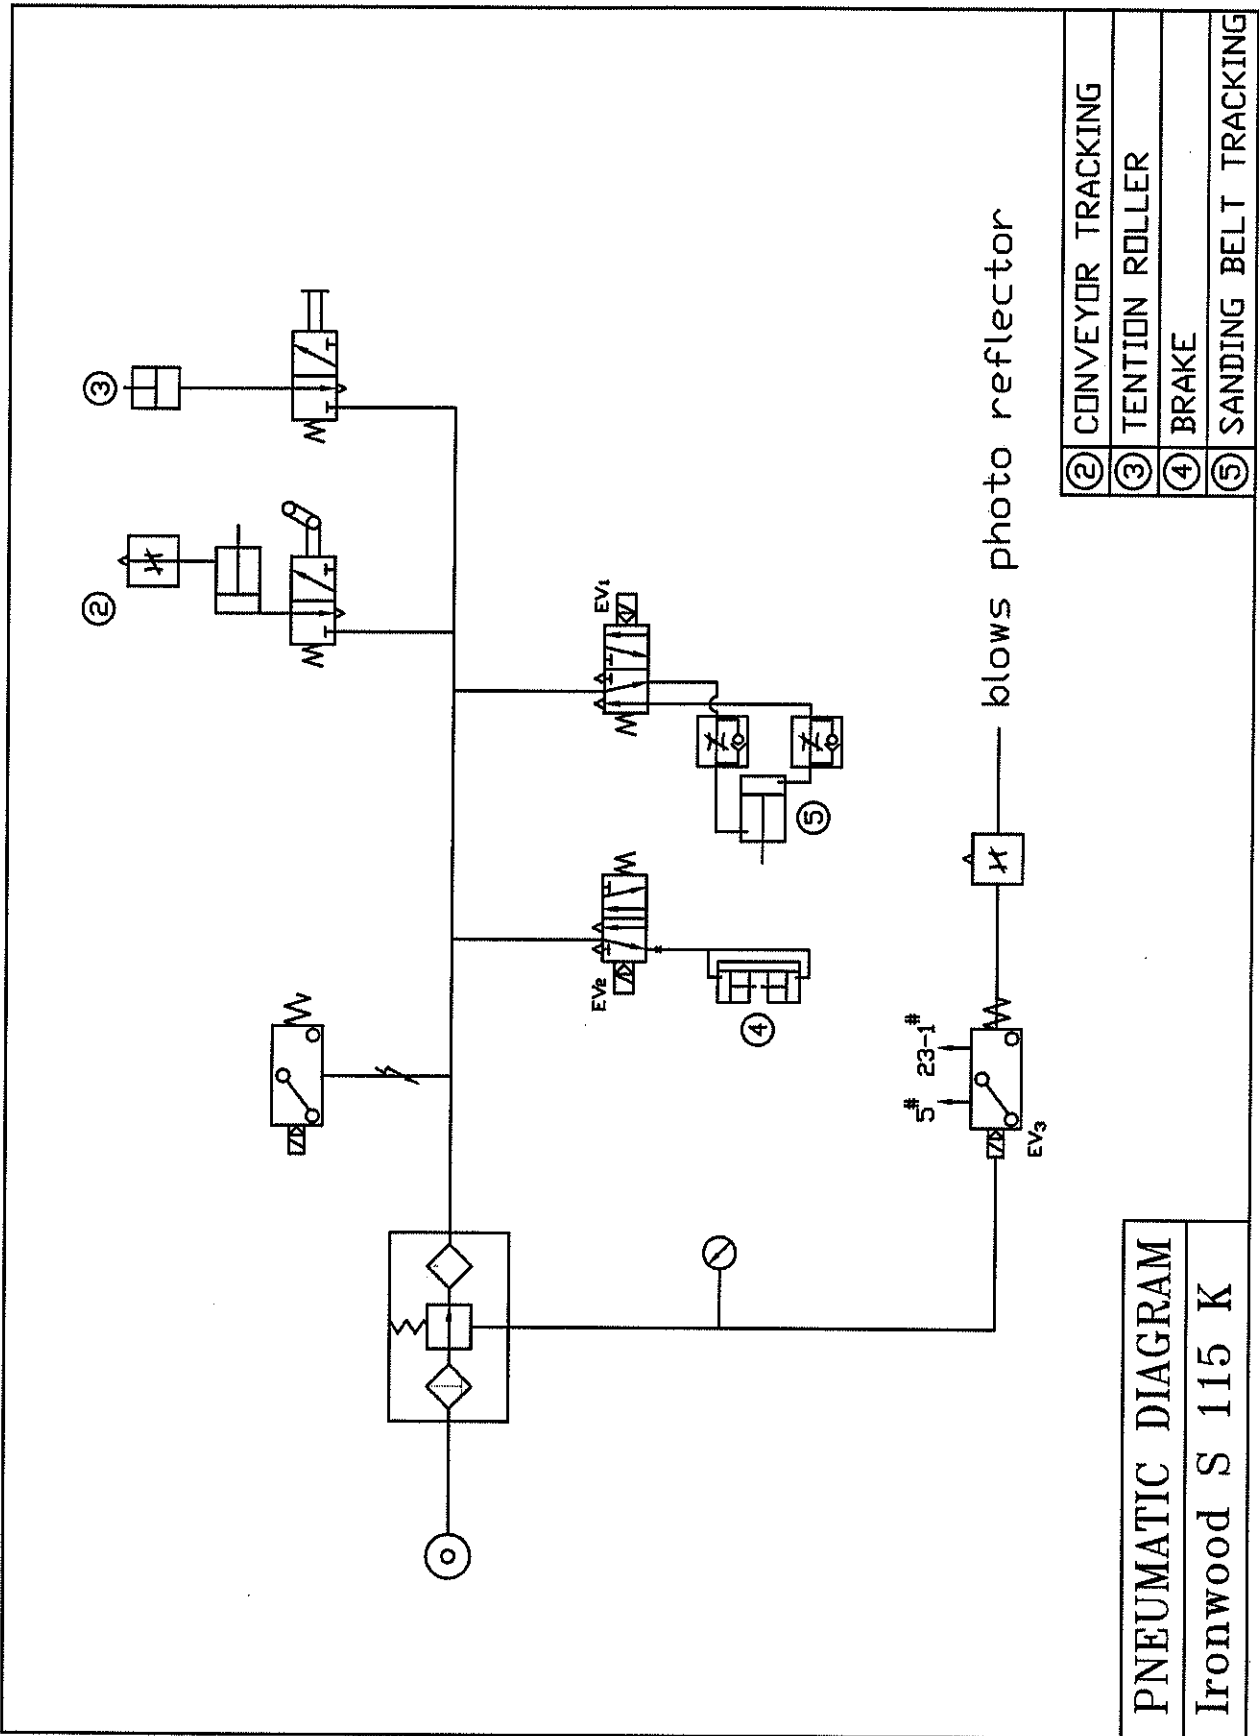 ③
②
EV₁
⑤
EV₂
④
5# 23-1#
EV₃
blows photo reflector
② CONVEYOR TRACKING
③ TENTION ROLLER
④ BRAKE
⑤ SANDING BELT TRACKING
PNEUMATIC DIAGRAM
Ironwood S 115 K